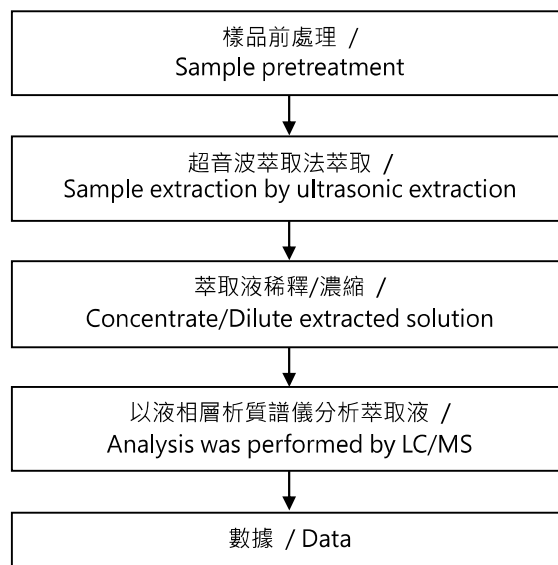 樣品前處理 /
Sample pretreatment
超音波萃取法萃取 /
Sample extraction by ultrasonic extraction
萃取液稀釋/濃縮 /
Concentrate/Dilute extracted solution
以液相層析質譜儀分析萃取液 /
Analysis was performed by LC/MS
數據 / Data